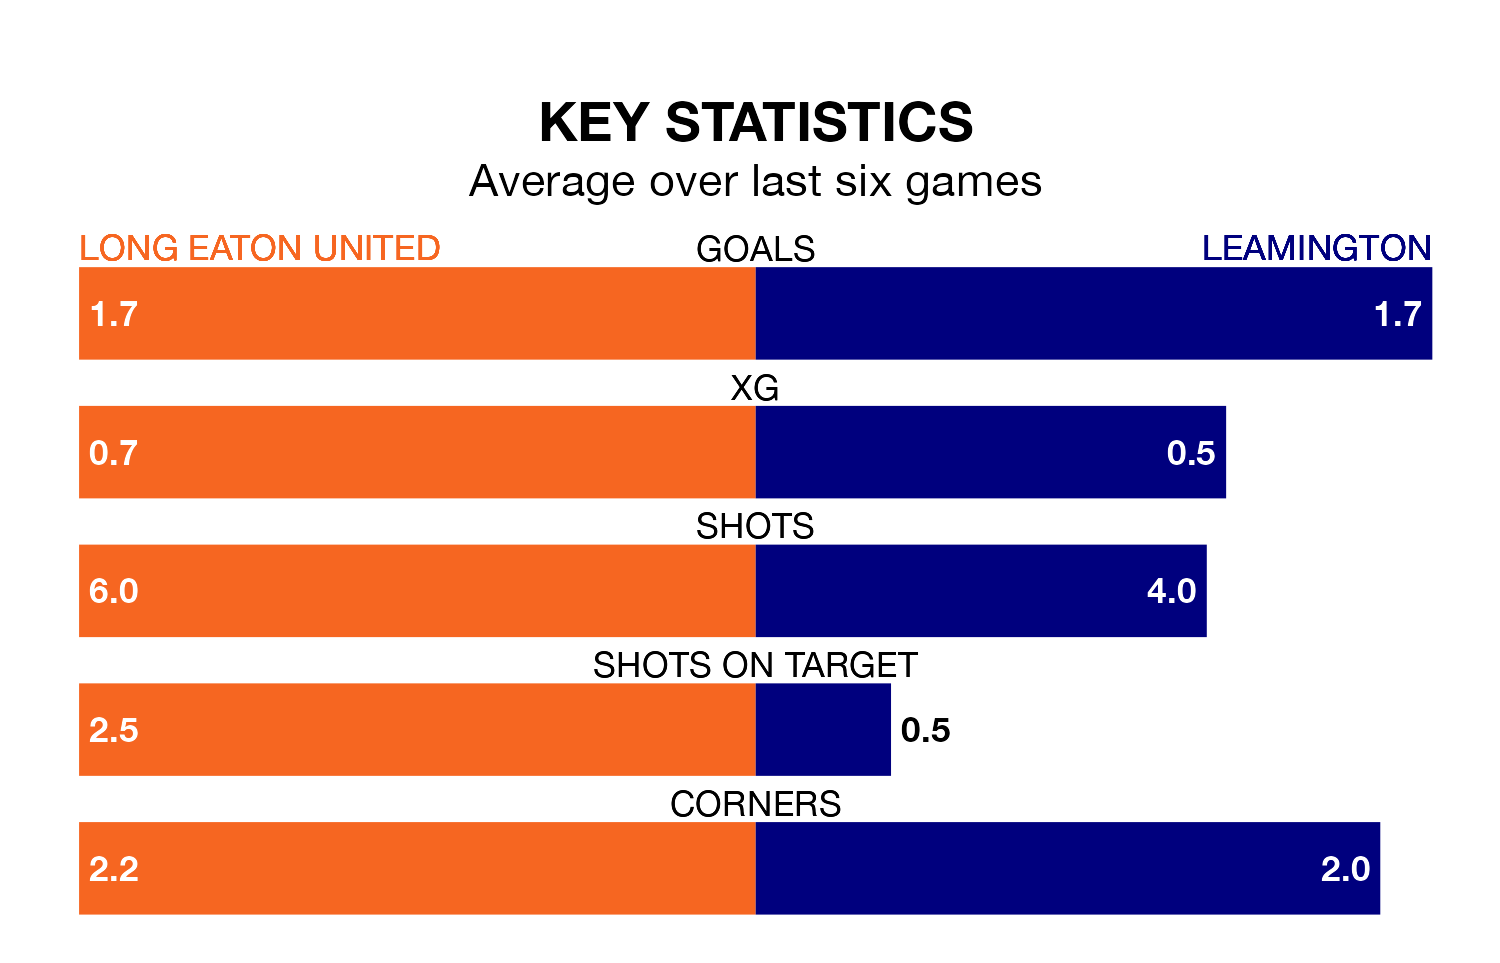 KEY STATISTICS
Average over last six games
LONG EATON UNITED GOALS LEAMINGTON
1.7 1.7
XG
0.7 0.5
SHOTS
6.0 4.0
SHOTS ON TARGET
2.5 0.5
CORNERS
2.2 2.0